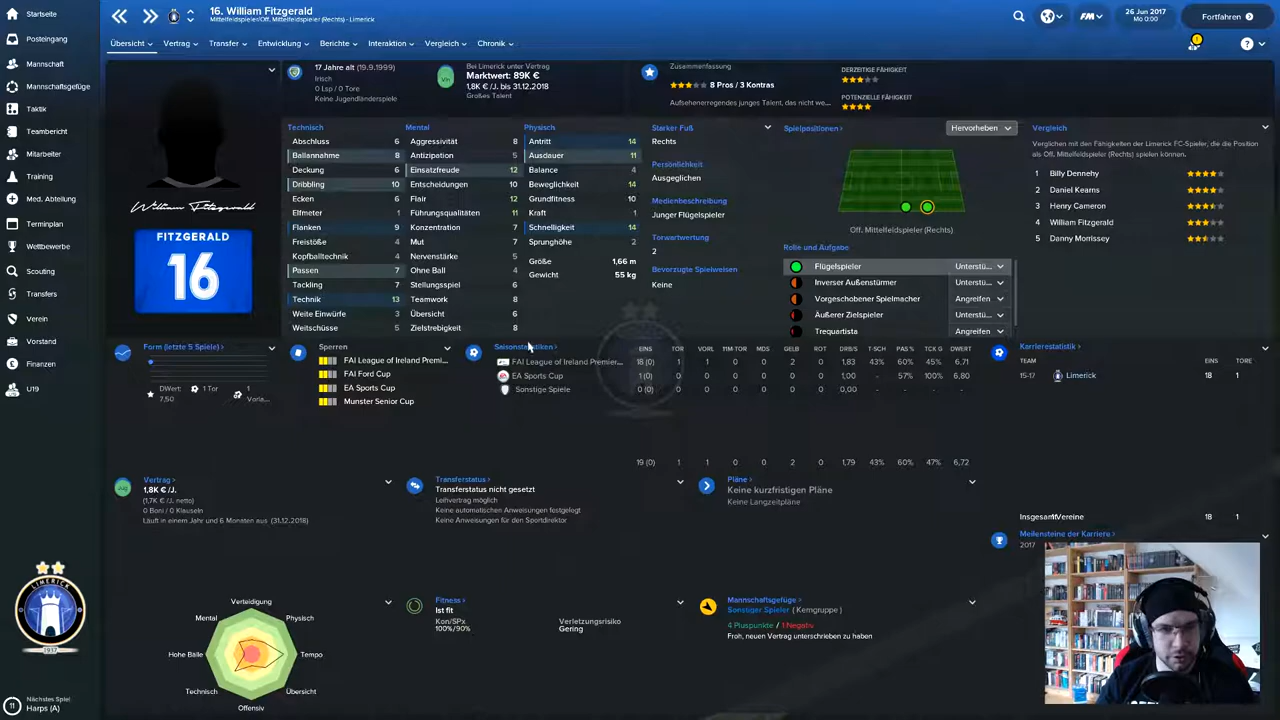 Startseite
Posteingang
Mannschaft
Mannschaftsgefüge
Taktik
Teambericht
Mitarbeiter
Training
Med. Abteilung
Terminplan
Wettbewerbe
Scouting
Transfers
Verein
Vorstand
Finanzen
U19
LIMERICK
1937
Nächstes Spiel:
Harps (A)
16. William Fitzgerald
Mittelfeldspieler/Off. Mittelfeldspieler (Rechts) - Limerick
26 Jun 2017
Mo 0:00
FM
Fortfahren
Übersicht
Vertrag
Transfer
Entwicklung
Berichte
Interaktion
Vergleich
Chronik
17 Jahre alt (19.9.1999)
Irisch
0 Lsp / 0 Tore
Keine Jugendländerspiele
Bei Limerick unter Vertrag
Marktwert: 89K €
1,8K € /J. bis 31.12.2018
Großes Talent
Zusammenfassung
8 Pros / 3 Kontras
Aufsehenerregendes junges Talent, das nicht we...
DERZEITIGE FÄHIGKEIT
POTENZIELLE FÄHIGKEIT
William Fitzgerald
FITZGERALD
16
Technisch
Abschluss 6
Ballannahme 8
Deckung 6
Dribbling 10
Ecken 6
Elfmeter 1
Flanken 9
Freistöße 4
Kopfballtechnik 4
Passen 7
Tackling 7
Technik 13
Weite Einwürfe 3
Weitschüsse 5
Mental
Aggressivität 8
Antizipation 5
Einsatzfreude 12
Entscheidungen 10
Flair 12
Führungsqualitäten 11
Konzentration 7
Mut 7
Nervenstärke 5
Ohne Ball 4
Stellungsspiel 6
Teamwork 8
Übersicht 6
Zielstrebigkeit 8
Physisch
Antritt 14
Ausdauer 11
Balance 4
Beweglichkeit 14
Grundfitness 10
Kraft 1
Schnelligkeit 14
Sprunghöhe 2
Größe 1,66 m
Gewicht 55 kg
Starker Fuß
Rechts
Persönlichkeit
Ausgeglichen
Medienbeschreibung
Junger Flügelspieler
Torwartwertung
2
Bevorzugte Spielweisen
Keine
Spielpositionen
Hervorheben
Off. Mittelfeldspieler (Rechts)
Rolle und Aufgabe
Flügelspieler Unterstü...
Inverser Außenstürmer Unterstü...
Vorgeschobener Spielmacher Angreifen
Äußerer Zielspieler Unterstü...
Trequartista Angreifen
Vergleich
Verglichen mit den Fähigkeiten der Limerick FC-Spieler, die die Position
als Off. Mittelfeldspieler (Rechts) spielen können.
1 Billy Dennehy
2 Daniel Kearns
3 Henry Cameron
4 William Fitzgerald
5 Danny Morrissey
Form (letzte 5 Spiele)
DWert:
7,50
1 Tor
1
Vorla...
Sperren
FAI League of Ireland Premi...
FAI Ford Cup
EA Sports Cup
Munster Senior Cup
Saisonstatistiken
EINS TOR VORL 11M-TOR MDS GELB ROT DRB/S T-SCH PAS % TCK G DWERT
FAI League of Ireland Premier... 18 (0) 1 1 0 0 2 0 1,83 43% 60% 45% 6,71
EA Sports Cup 1 (0) 0 0 0 0 0 0 1,00 - 57% 100% 6,80
Sonstige Spiele 0 (0) 0 0 0 0 0 0 0,00 - - - -
19 (0) 1 1 0 0 2 0 1,79 43% 60% 47% 6,72
Karrierestatistik
TEAM EINS TORE
15-17 Limerick 18 1
Insgesamt
Vereine 18 1
Meilensteine der Karriere
2017
Vertrag
1,8K € /J.
(1,7K € /J. netto)
0 Boni / 0 Klauseln
Läuft in einem Jahr und 6 Monaten aus (31.12.2018)
Transferstatus
Transferstatus nicht gesetzt
Leihvertrag möglich
Keine automatischen Anweisungen festgelegt
Keine Anweisungen für den Sportdirektor
Pläne
Keine kurzfristigen Pläne
Keine Langzeitpläne
Verteidigung
Physisch
Tempo
Übersicht
Offensiv
Technisch
Hohe Bälle
Mental
Fitness
Ist fit
Kon/SPx
100%/90%
Verletzungsrisiko
Gering
Mannschaftsgefüge
Sonstiger Spieler ( Kerngruppe )
4 Pluspunkte / 1 Negativ
Froh, neuen Vertrag unterschrieben zu haben